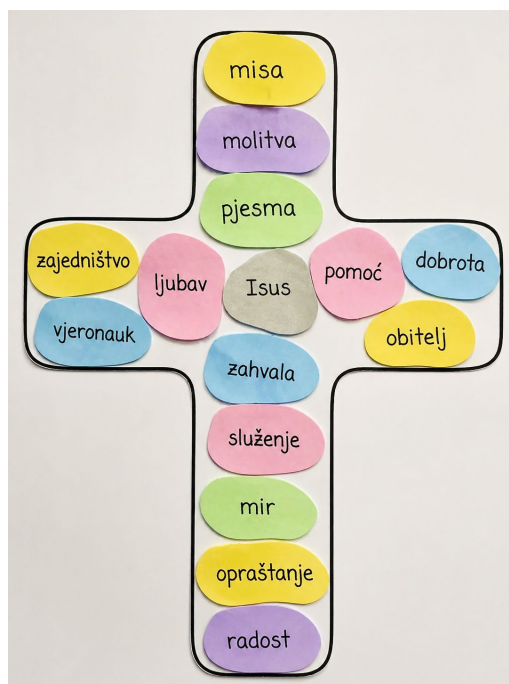 misa
molitva
pjesma
zajedništvo
ljubav
Isus
pomoć
dobrota
vjeronauk
obitelj
zahvala
služenje
mir
opraštanje
radost